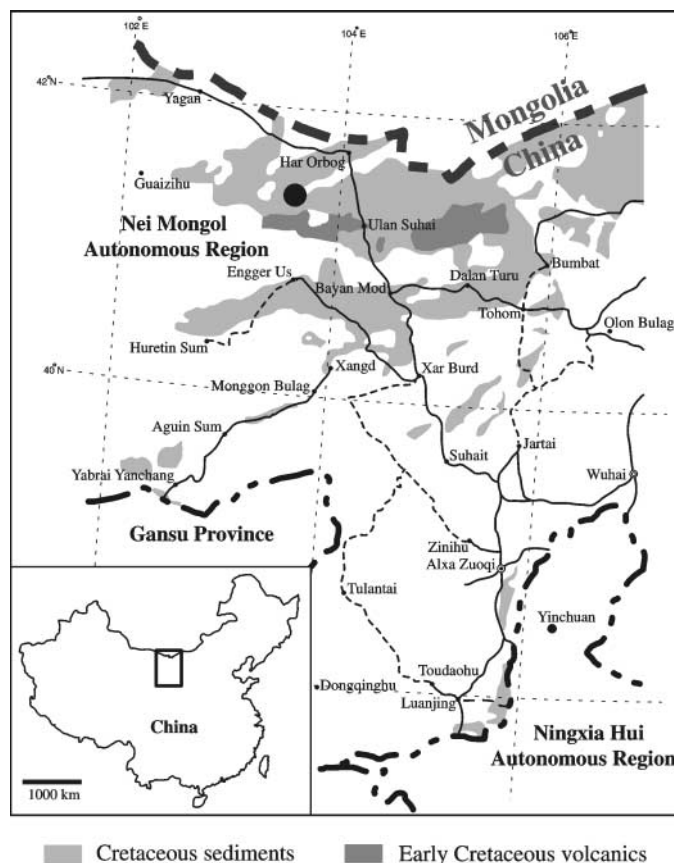 102 E
104 E
106 E
42°N
Yagan
Mongolia
China
Har Orbog
Guaizihu
Nei Mongol
Autonomous Region
Ulan Suhai
Engger Us
Bayan Mod
Dalan Turu
Bumbat
Tohom
Olon Bulag
Huretin Sum
40°N
Xangd
Xar Burd
Monggon Bulag
Aguin Sum
Jartai
Suhait
Wuhai
Yabrai Yanchang
Gansu Province
Zinihu
Alxa Zuoqi
Tulantai
Yinchuan
Toudaohu
Dongqinghu
Luanjing
Ningxia Hui
Autonomous Region
China
1000 km
Cretaceous sediments
Early Cretaceous volcanics